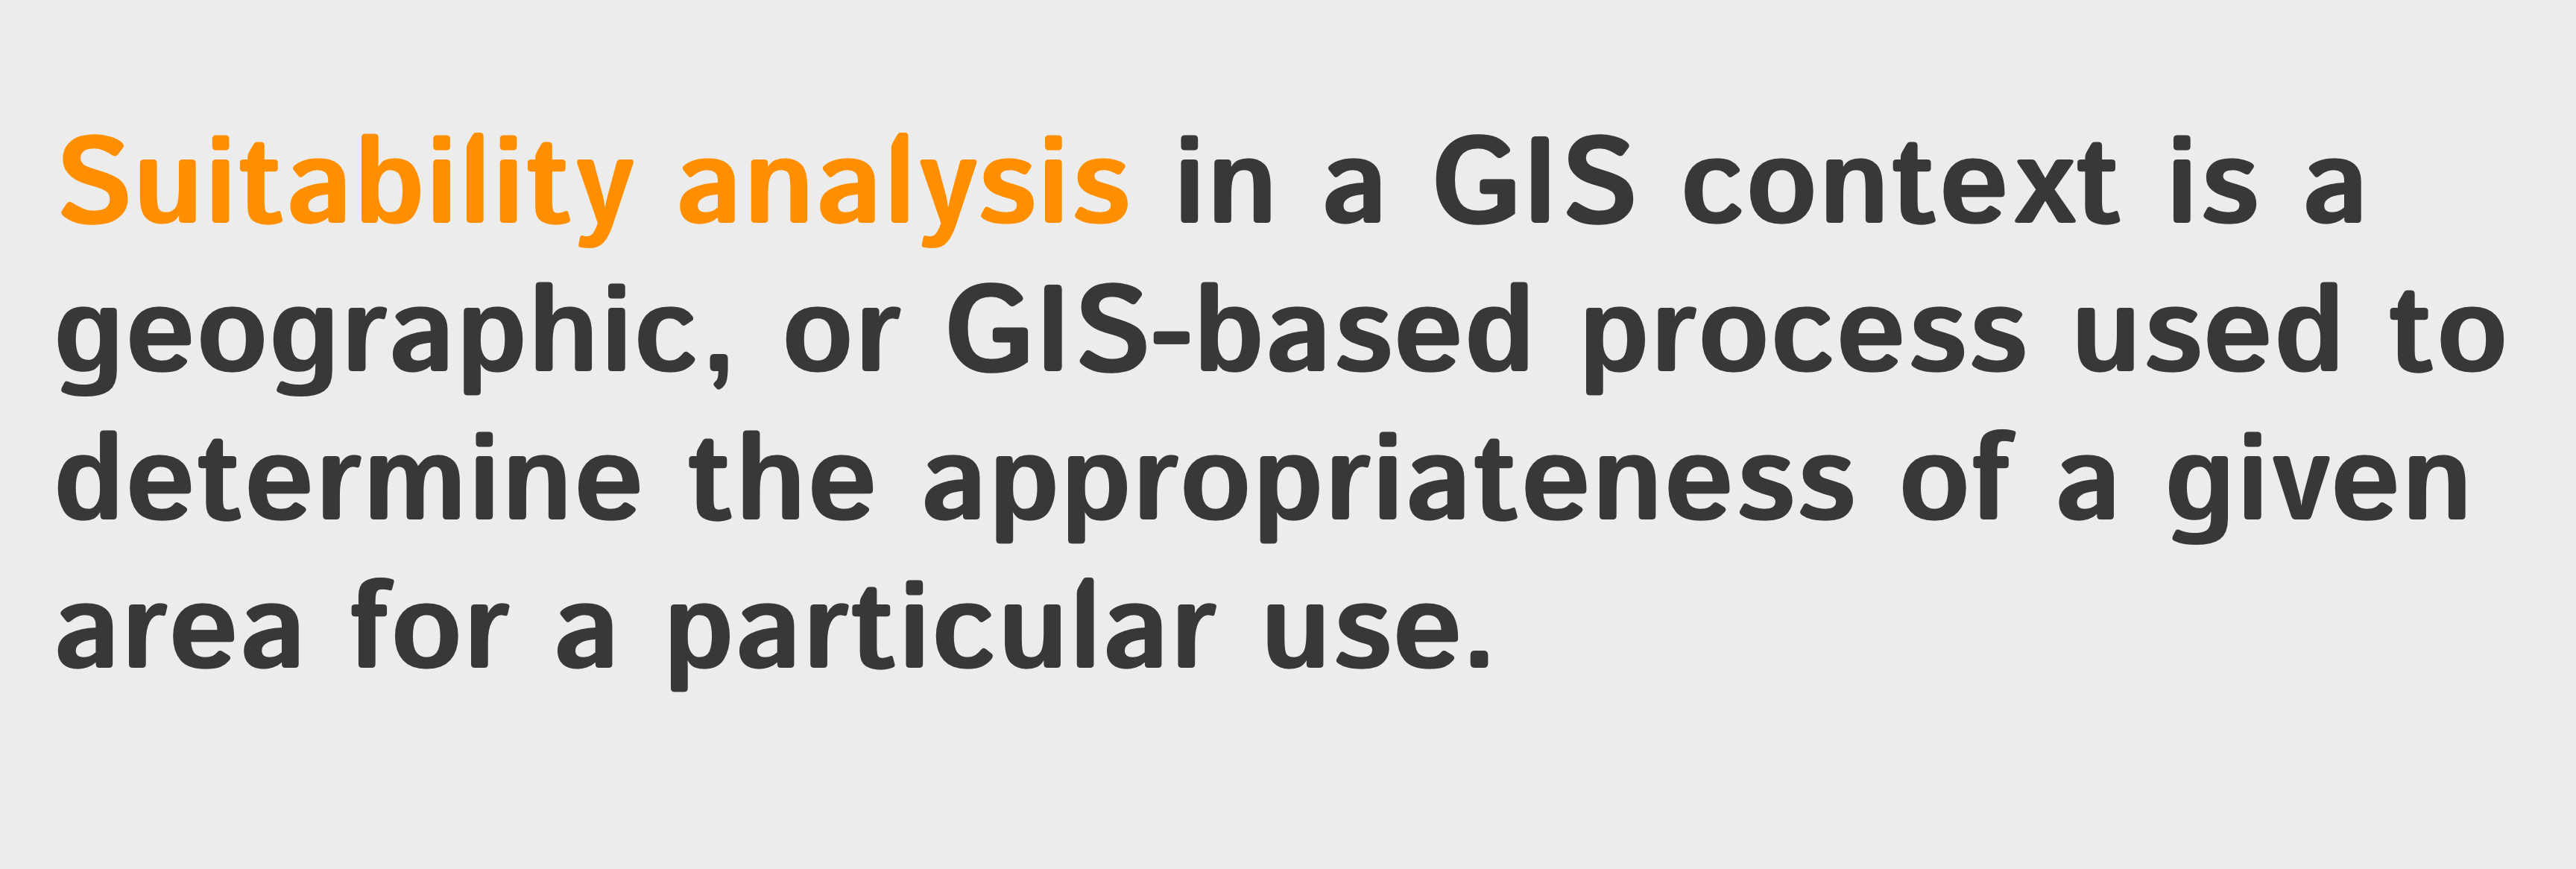 Suitability analysis in a GIS context is a
geographic, or GIS-based process used to
determine the appropriateness of a given
area for a particular use.